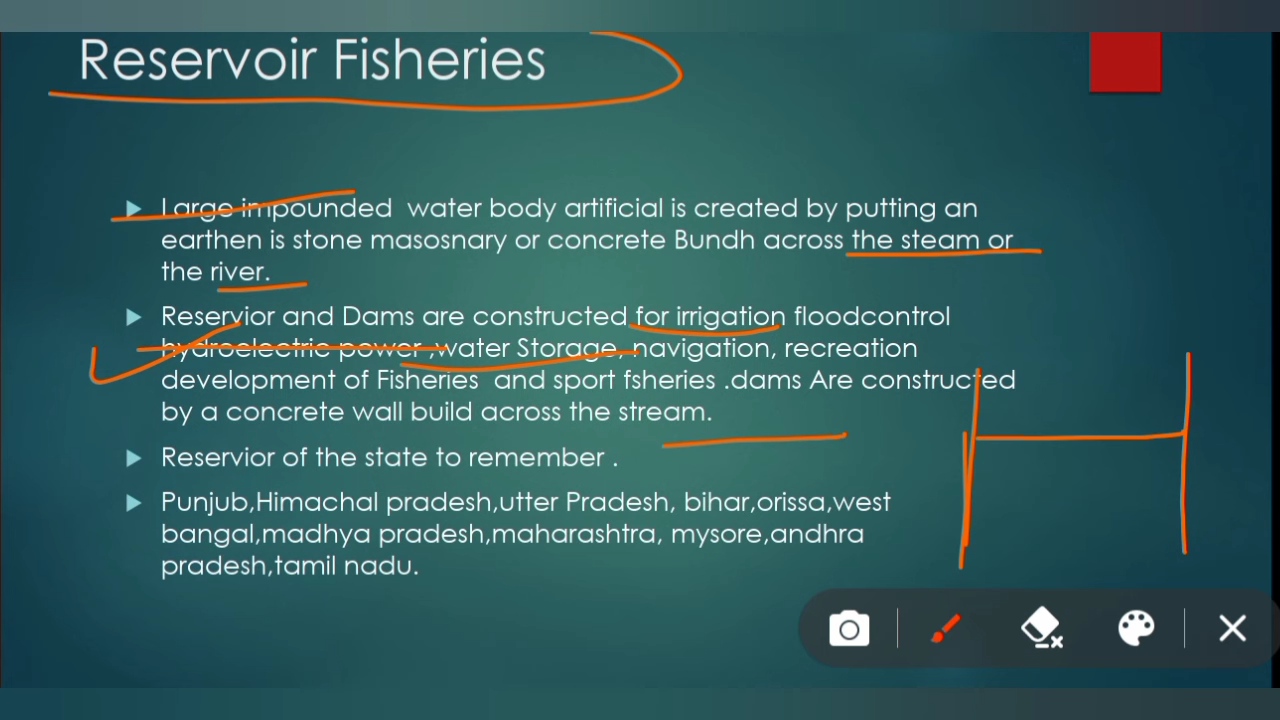 Reservoir Fisheries
Large impounded water body artificial is created by putting an
earthen is stone masosnary or concrete Bundh across the steam or
the river.
Reservior and Dams are constructed for irrigation floodcontrol
hydroelectric power ,water Storage, navigation, recreation
development of Fisheries and sport fsheries .dams Are constructed
by a concrete wall build across the stream.
Reservior of the state to remember .
Punjub,Himachal pradesh,utter Pradesh, bihar,orissa,west
bangal,madhya pradesh,maharashtra, mysore,andhra
pradesh,tamil nadu.